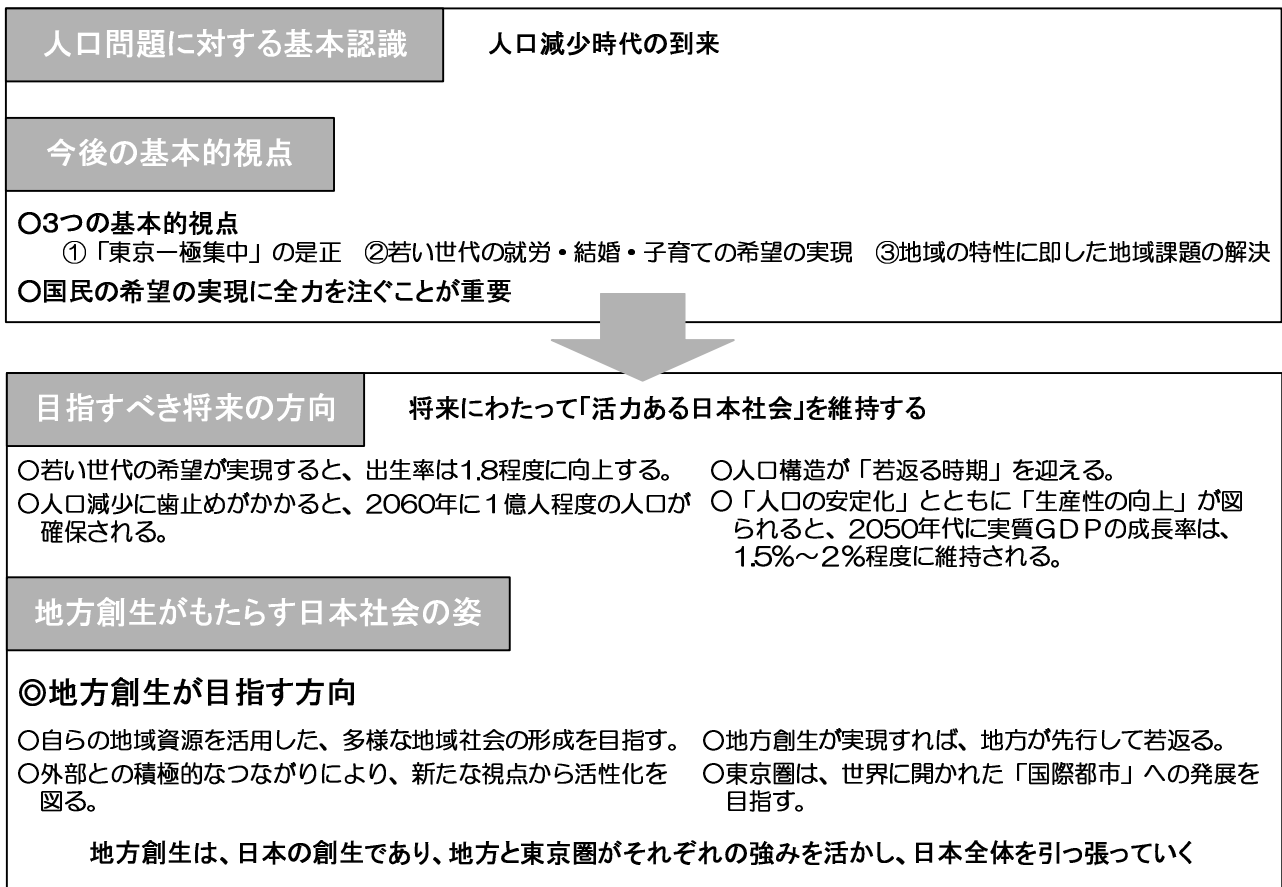 人口問題に対する基本認識
人口減少時代の到来
今後の基本的視点
〇3つの基本的視点
①「東京一極集中」の是正　②若い世代の就労・結婚・子育ての希望の実現　③地域の特性に即した地域課題の解決
〇国民の希望の実現に全力を注ぐことが重要
目指すべき将来の方向
将来にわたって「活力ある日本社会」を維持する
〇若い世代の希望が実現すると、出生率は1.8程度に向上する。
〇人口減少に歯止めがかかると、2060年に1億人程度の人口が
確保される。
〇人口構造が「若返る時期」を迎える。
〇「人口の安定化」とともに「生産性の向上」が図
られると、2050年代に実質GDPの成長率は、
1.5%～2%程度に維持される。
地方創生がもたらす日本社会の姿
◎地方創生が目指す方向
〇自らの地域資源を活用した、多様な地域社会の形成を目指す。
〇外部との積極的なつながりにより、新たな視点から活性化を
図る。
〇地方創生が実現すれば、地方が先行して若返る。
〇東京圏は、世界に開かれた「国際都市」への発展を
目指す。
地方創生は、日本の創生であり、地方と東京圏がそれぞれの強みを活かし、日本全体を引っ張っていく